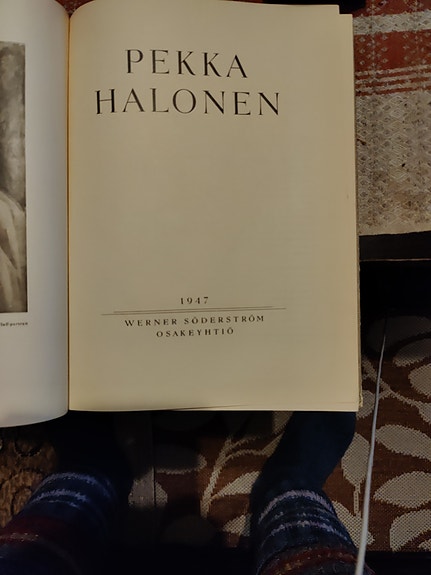 PEKKA
HALONEN
1947
WERNER SÖDERSTRÖM
OSAKEYHTIÖ